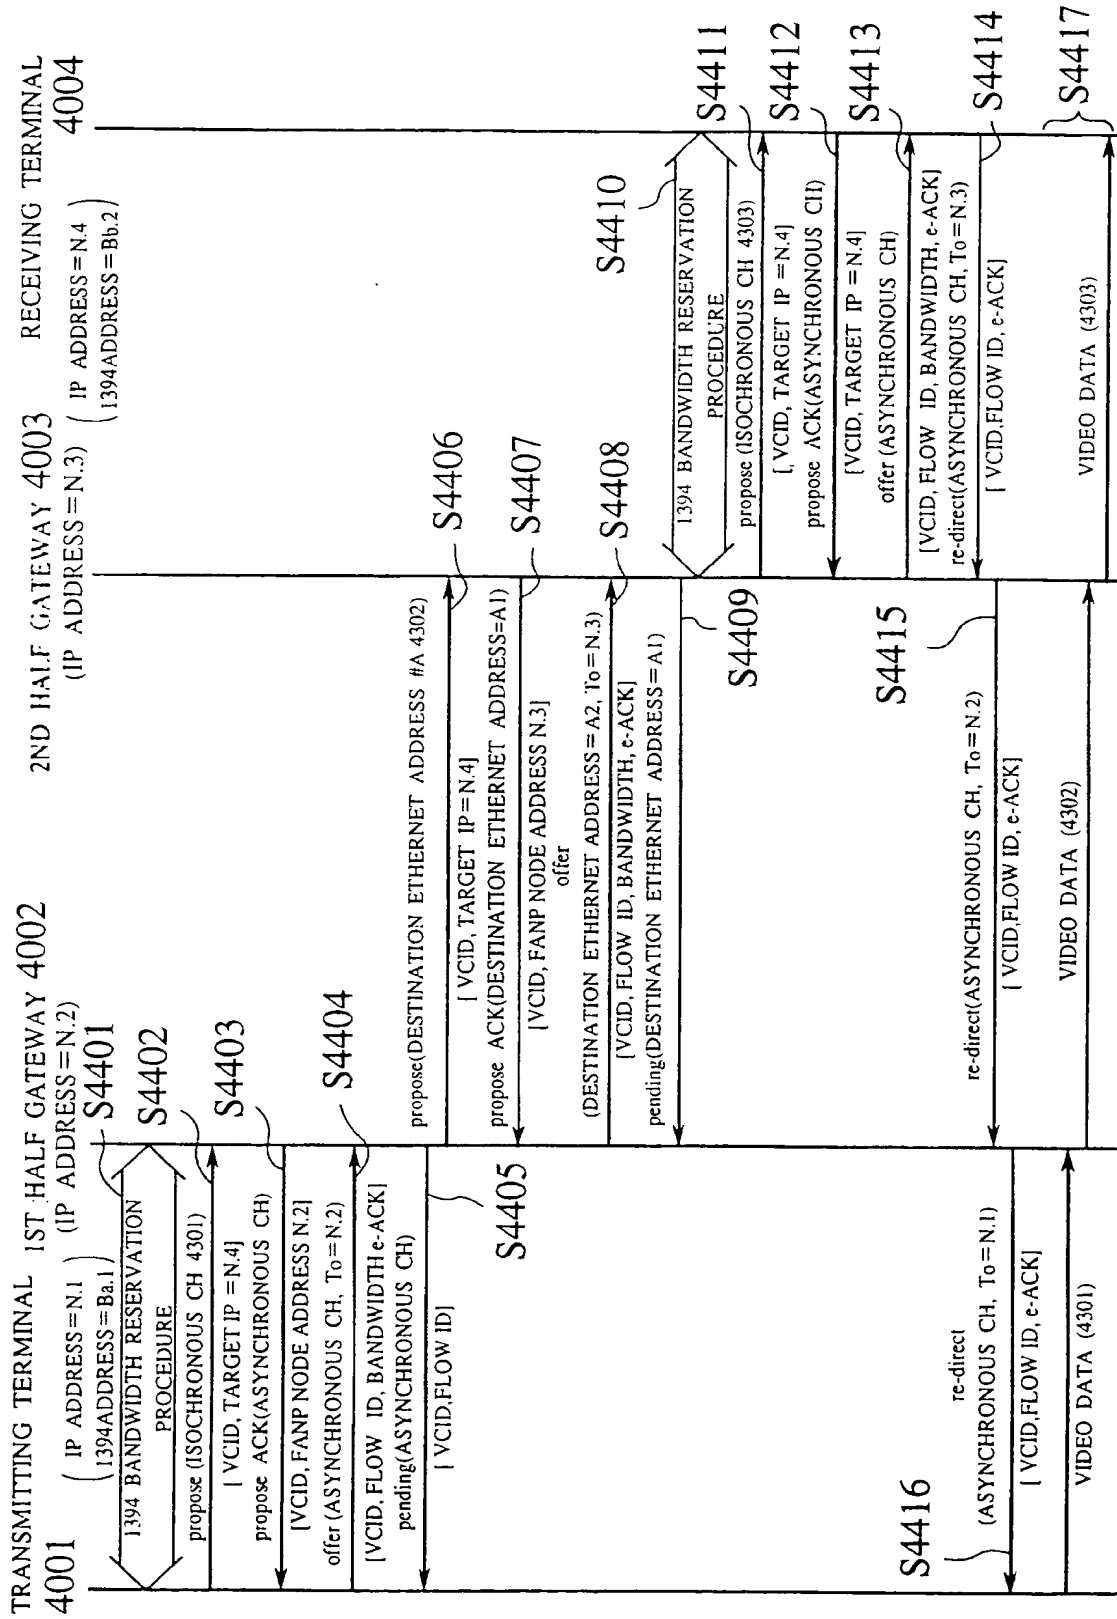 TRANSMITTING TERMINAL
4001
( IP ADDRESS=N.1
1394ADDRESS=Ba.1 )
1ST HALF GATEWAY 4002
(IP ADDRESS=N.2)
2ND HALF GATEWAY 4003
(IP ADDRESS=N.3)
RECEIVING TERMINAL
4004
( IP ADDRESS=N.4
1394ADDRESS=Bb.2 )
S4401
1394 BANDWIDTH RESERVATION
PROCEDURE
S4402
propose (ISOCHRONOUS CH 4301)
[ VCID, TARGET IP =N.4]
S4403
propose ACK(ASYNCHRONOUS CH)
[VCID, FANP NODE ADDRESS N.2]
S4404
offer (ASYNCHRONOUS CH, To=N.2)
[VCID, FLOW ID, BANDWIDTH e-ACK]
pending(ASYNCHRONOUS CH)
S4405
[ VCID,FLOW ID]
propose(DESTINATION ETHERNET ADDRESS #A 4302)
S4406
[ VCID, TARGET IP=N.4]
propose ACK(DESTINATION ETHERNET ADDRESS=A1)
S4407
[VCID, FANP NODE ADDRESS N.3]
offer
(DESTINATION ETHERNET ADDRESS=A2, To=N.3)
S4408
[VCID, FLOW ID, BANDWIDTH, e-ACK]
pending(DESTINATION ETHERNET ADDRESS=A1)
S4409
S4410
1394 BANDWIDTH RESERVATION
PROCEDURE
S4411
propose (ISOCHRONOUS CH 4303)
[, VCID, TARGET IP =N.4]
S4412
propose ACK(ASYNCHRONOUS CH)
[VCID, TARGET IP=N.4]
S4413
offer (ASYNCHRONOUS CH)
[VCID, FLOW ID, BANDWIDTH, e-ACK]
re-direct(ASYNCHRONOUS CH, To=N.3)
S4414
[ VCID,FLOW ID, e-ACK]
S4415
re-direct(ASYNCHRONOUS CH, To=N.2)
[ VCID,FLOW ID, e-ACK]
S4416
re-direct
(ASYNCHRONOUS CH, To=N.1)
[ VCID,FLOW ID, e-ACK]
S4417
VIDEO DATA (4301)
VIDEO DATA (4302)
VIDEO DATA (4303)